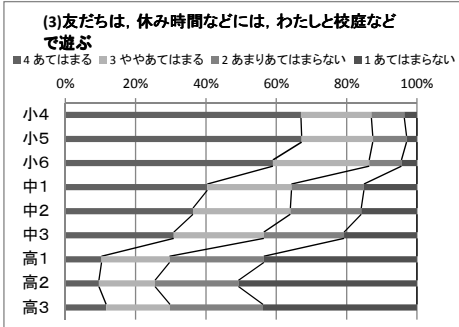 (3)友だちは，休み時間などには，わたしと校庭など
で遊ぶ
■4 あてはまる ■3 ややあてはまる ■2 あまりあてはまらない ■1 あてはまらない
0% 20% 40% 60% 80% 100%
小4
小5
小6
中1
中2
中3
高1
高2
高3